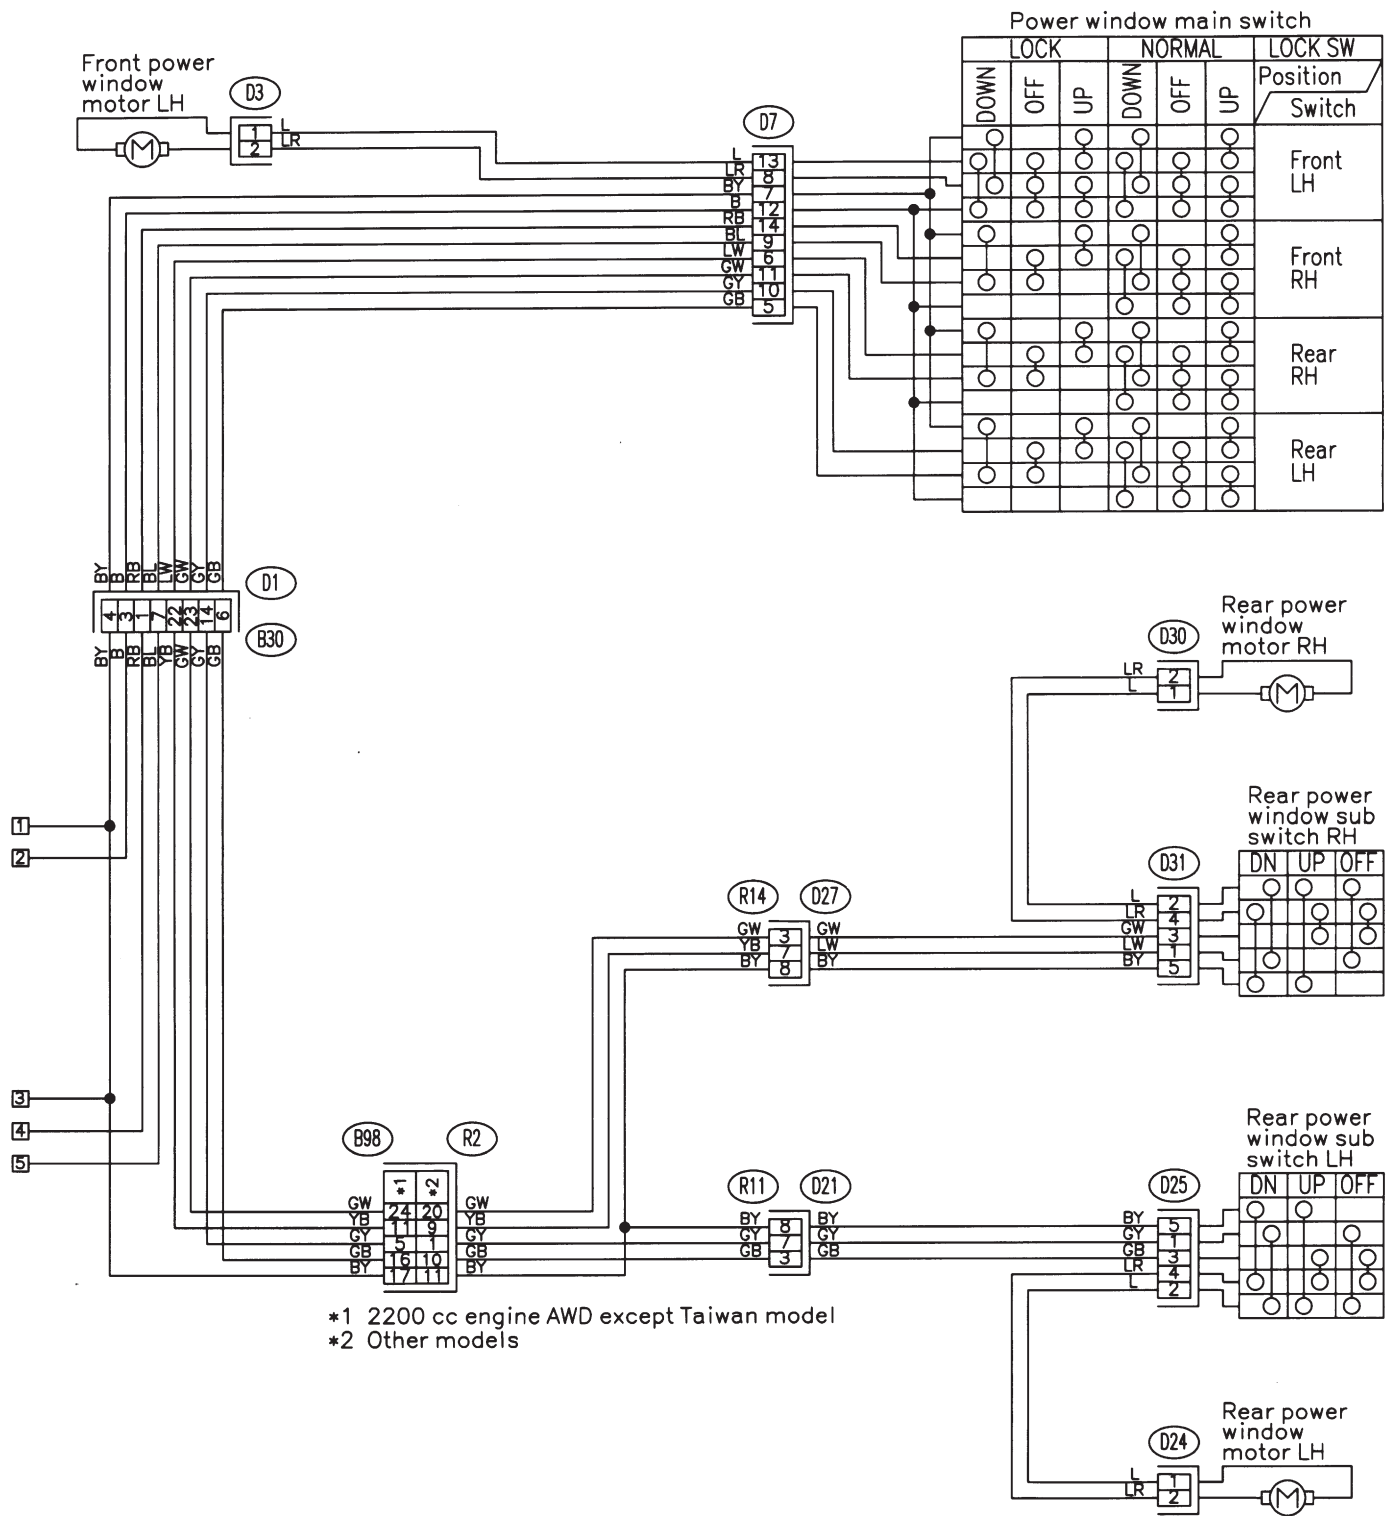 Power window main switch
LOCK NORMAL LOCK SW
DOWN OFF UP DOWN OFF UP Position
Switch
Front
LH
Front
RH
Rear
RH
Rear
LH
Front power
window
motor LH
D3
1 L
2 LR
D7
L 13
LR 8
BY 7
B 12
RB 14
BL 9
LW 6
GW 11
GY 10
GB 5
BY B RB BL LW GW GY GB
D1
4 3 1 7 22 23 14 6
B30
BY B RB BL YB GW GY GB
Rear power
window
motor RH
D30
LR 2
L 1
M
1
2
Rear power
window sub
switch RH
DN UP OFF
D31
L 2
LR 4
GW 3
LW 1
BY 5
R14 D27
GW 3 GW
YB 7 LW
BY 8 BY
3
4
5
B98 R2
*1 *2
GW 24 20 GW
YB 11 9 YB
GY 5 1 GY
GB 16 10 GB
BY 17 11 BY
R11 D21
BY 8 BY
GY 7 GY
GB 3 GB
Rear power
window sub
switch LH
DN UP OFF
D25
BY 5
GY 1
GB 3
LR 4
L 2
*1 2200 cc engine AWD except Taiwan model
*2 Other models
Rear power
window
motor LH
D24
L 1
LR 2
M
M